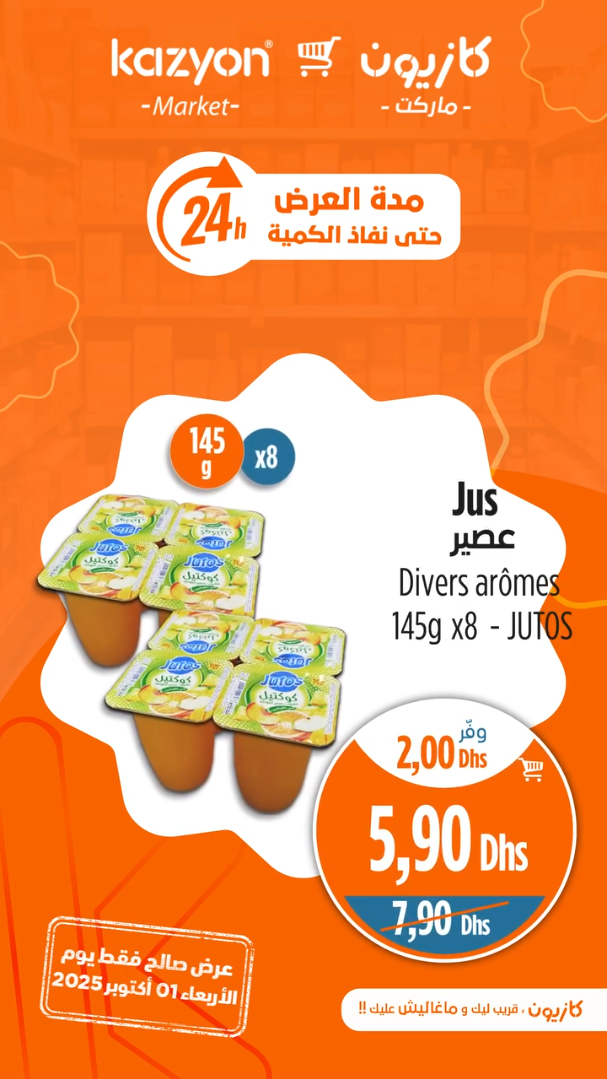 kazyon® كازيون
-Market- - ماركت -
24h
مدة العرض
حتى نفاذ الكمية
145
g
x8
Jus
عصير
Divers arômes
145g x8 - JUTOS
Jutos
كوكتيل
Jutos
كوكتيل
Jutos
كوكتيل
Jutos
كوكتيل
وفّر
2,00 Dhs
5,90 Dhs
7,90 Dhs
عرض صالح فقط يوم
الأربعاء 01 أكتوبر 2025
كازيون ، قريب ليك و ماغاليش عليك !!